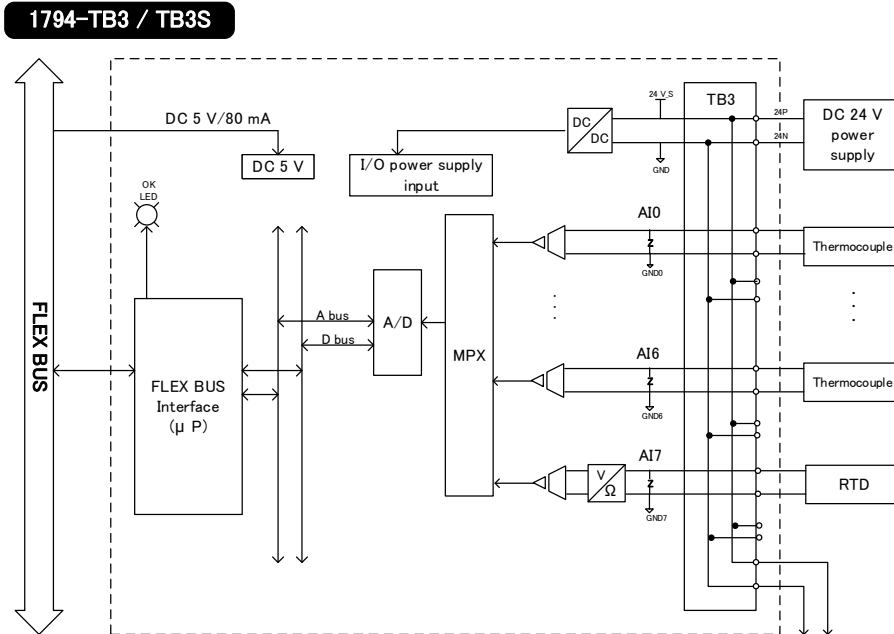 1794-TB3 / TB3S
DC 5 V/80 mA
24 V_S
TB3
24P
24N
DC 24 V
power
supply
DC
DC
GND
DC 5 V
I/O power supply
input
OK
LED
AI0
GND0
Thermocouple
FLEX BUS
A bus
D bus
A/D
MPX
AI6
GND6
Thermocouple
FLEX BUS
Interface
(μ P)
AI7
V
Ω
GND7
RTD